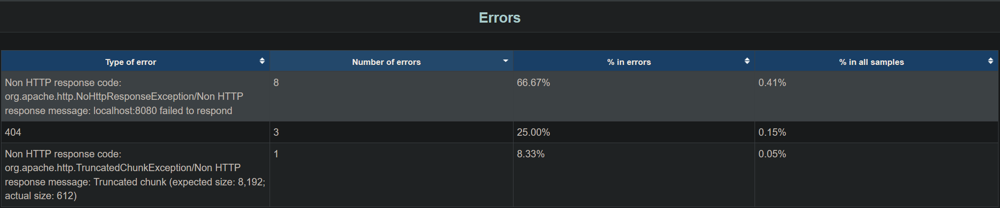 Errors
Type of error Number of errors % in errors % in all samples
Non HTTP response code: 8 66.67% 0.41%
org.apache.http.NoHttpResponseException/Non HTTP
response message: localhost:8080 failed to respond
404 3 25.00% 0.15%
Non HTTP response code: 1 8.33% 0.05%
org.apache.http.TruncatedChunkException/Non HTTP
response message: Truncated chunk (expected size: 8,192;
actual size: 612)